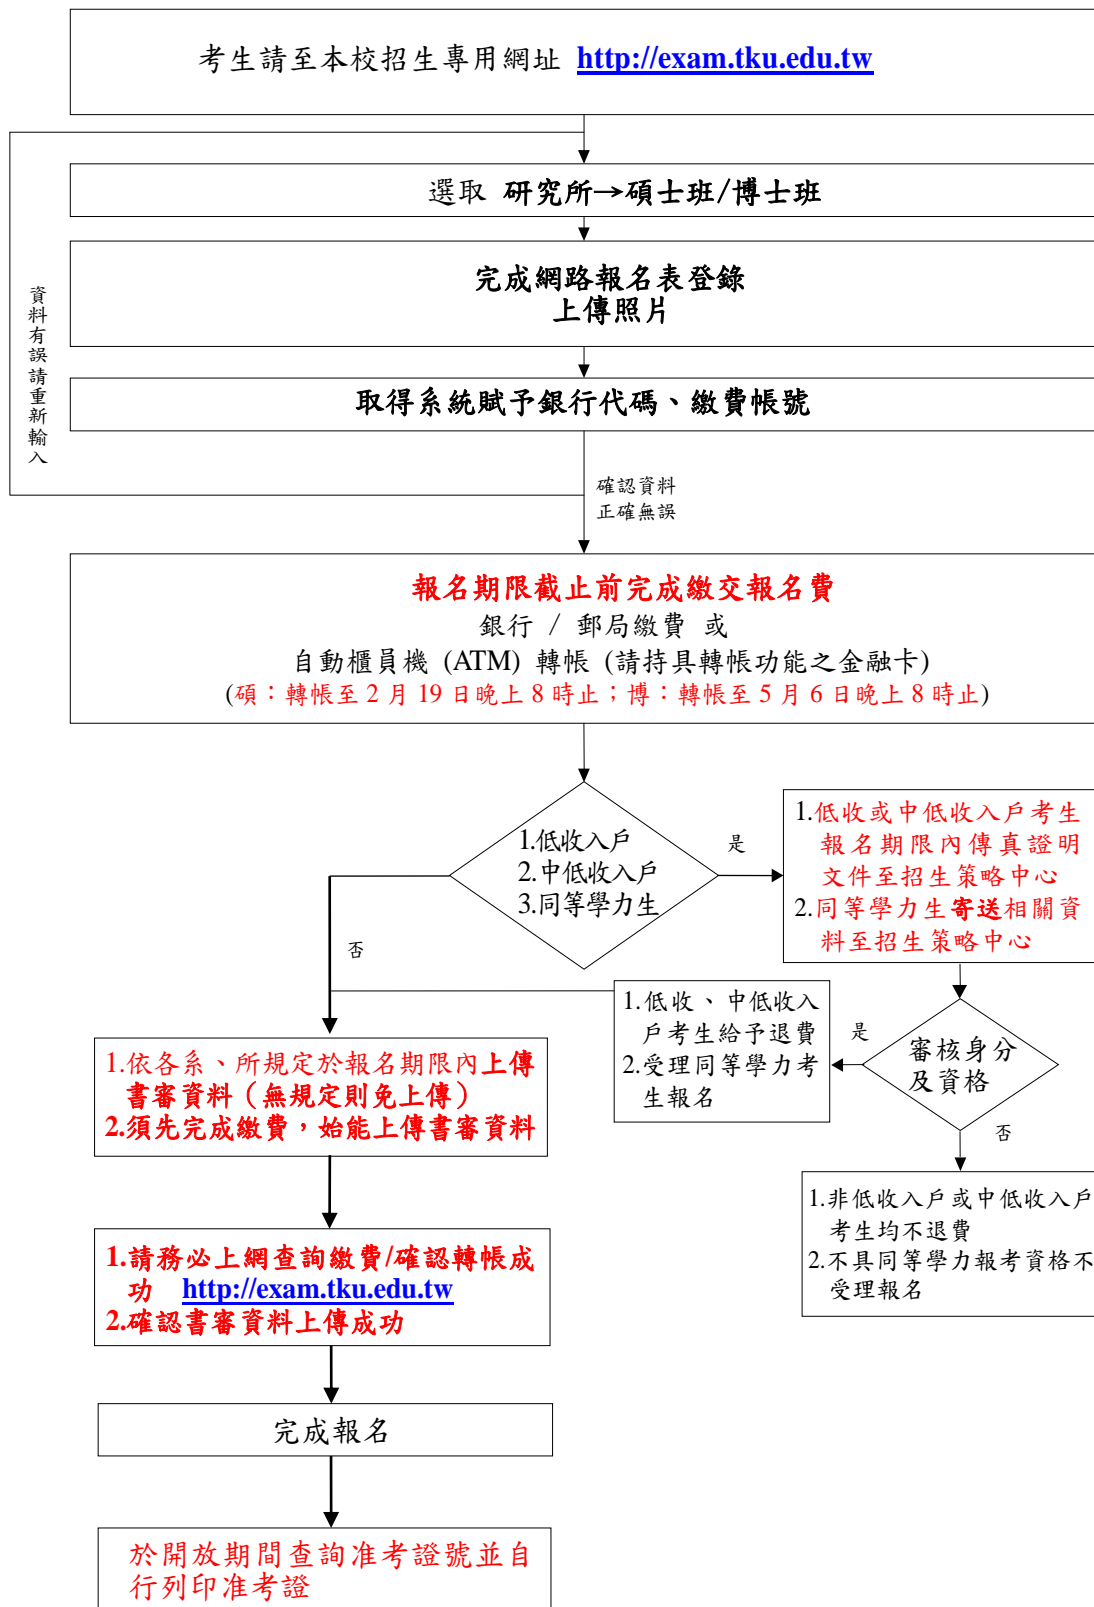 考生請至本校招生專用網址 http://exam.tku.edu.tw
選取 研究所→碩士班/博士班
完成網路報名表登錄
上傳照片
取得系統賦予銀行代碼、繳費帳號
資料有誤請重新輸入
確認資料
正確無誤
報名期限截止前完成繳交報名費
銀行 / 郵局繳費 或
自動櫃員機 (ATM) 轉帳 (請持具轉帳功能之金融卡)
(碩：轉帳至 2 月 19 日晚上 8 時止；博：轉帳至 5 月 6 日晚上 8 時止)
1.低收入戶
2.中低收入戶
3.同等學力生
是
1.低收或中低收入戶考生
報名期限內傳真證明
文件至招生策略中心
2.同等學力生寄送相關資
料至招生策略中心
否
1.低收、中低收入
戶考生給予退費
2.受理同等學力考
生報名
是
審核身分
及資格
否
1.非低收入戶或中低收入戶
考生均不退費
2.不具同等學力報考資格不
受理報名
1.依各系、所規定於報名期限內上傳
書審資料（無規定則免上傳）
2.須先完成繳費，始能上傳書審資料
1.請務必上網查詢繳費/確認轉帳成
功 http://exam.tku.edu.tw
2.確認書審資料上傳成功
完成報名
於開放期間查詢准考證號並自
行列印准考證